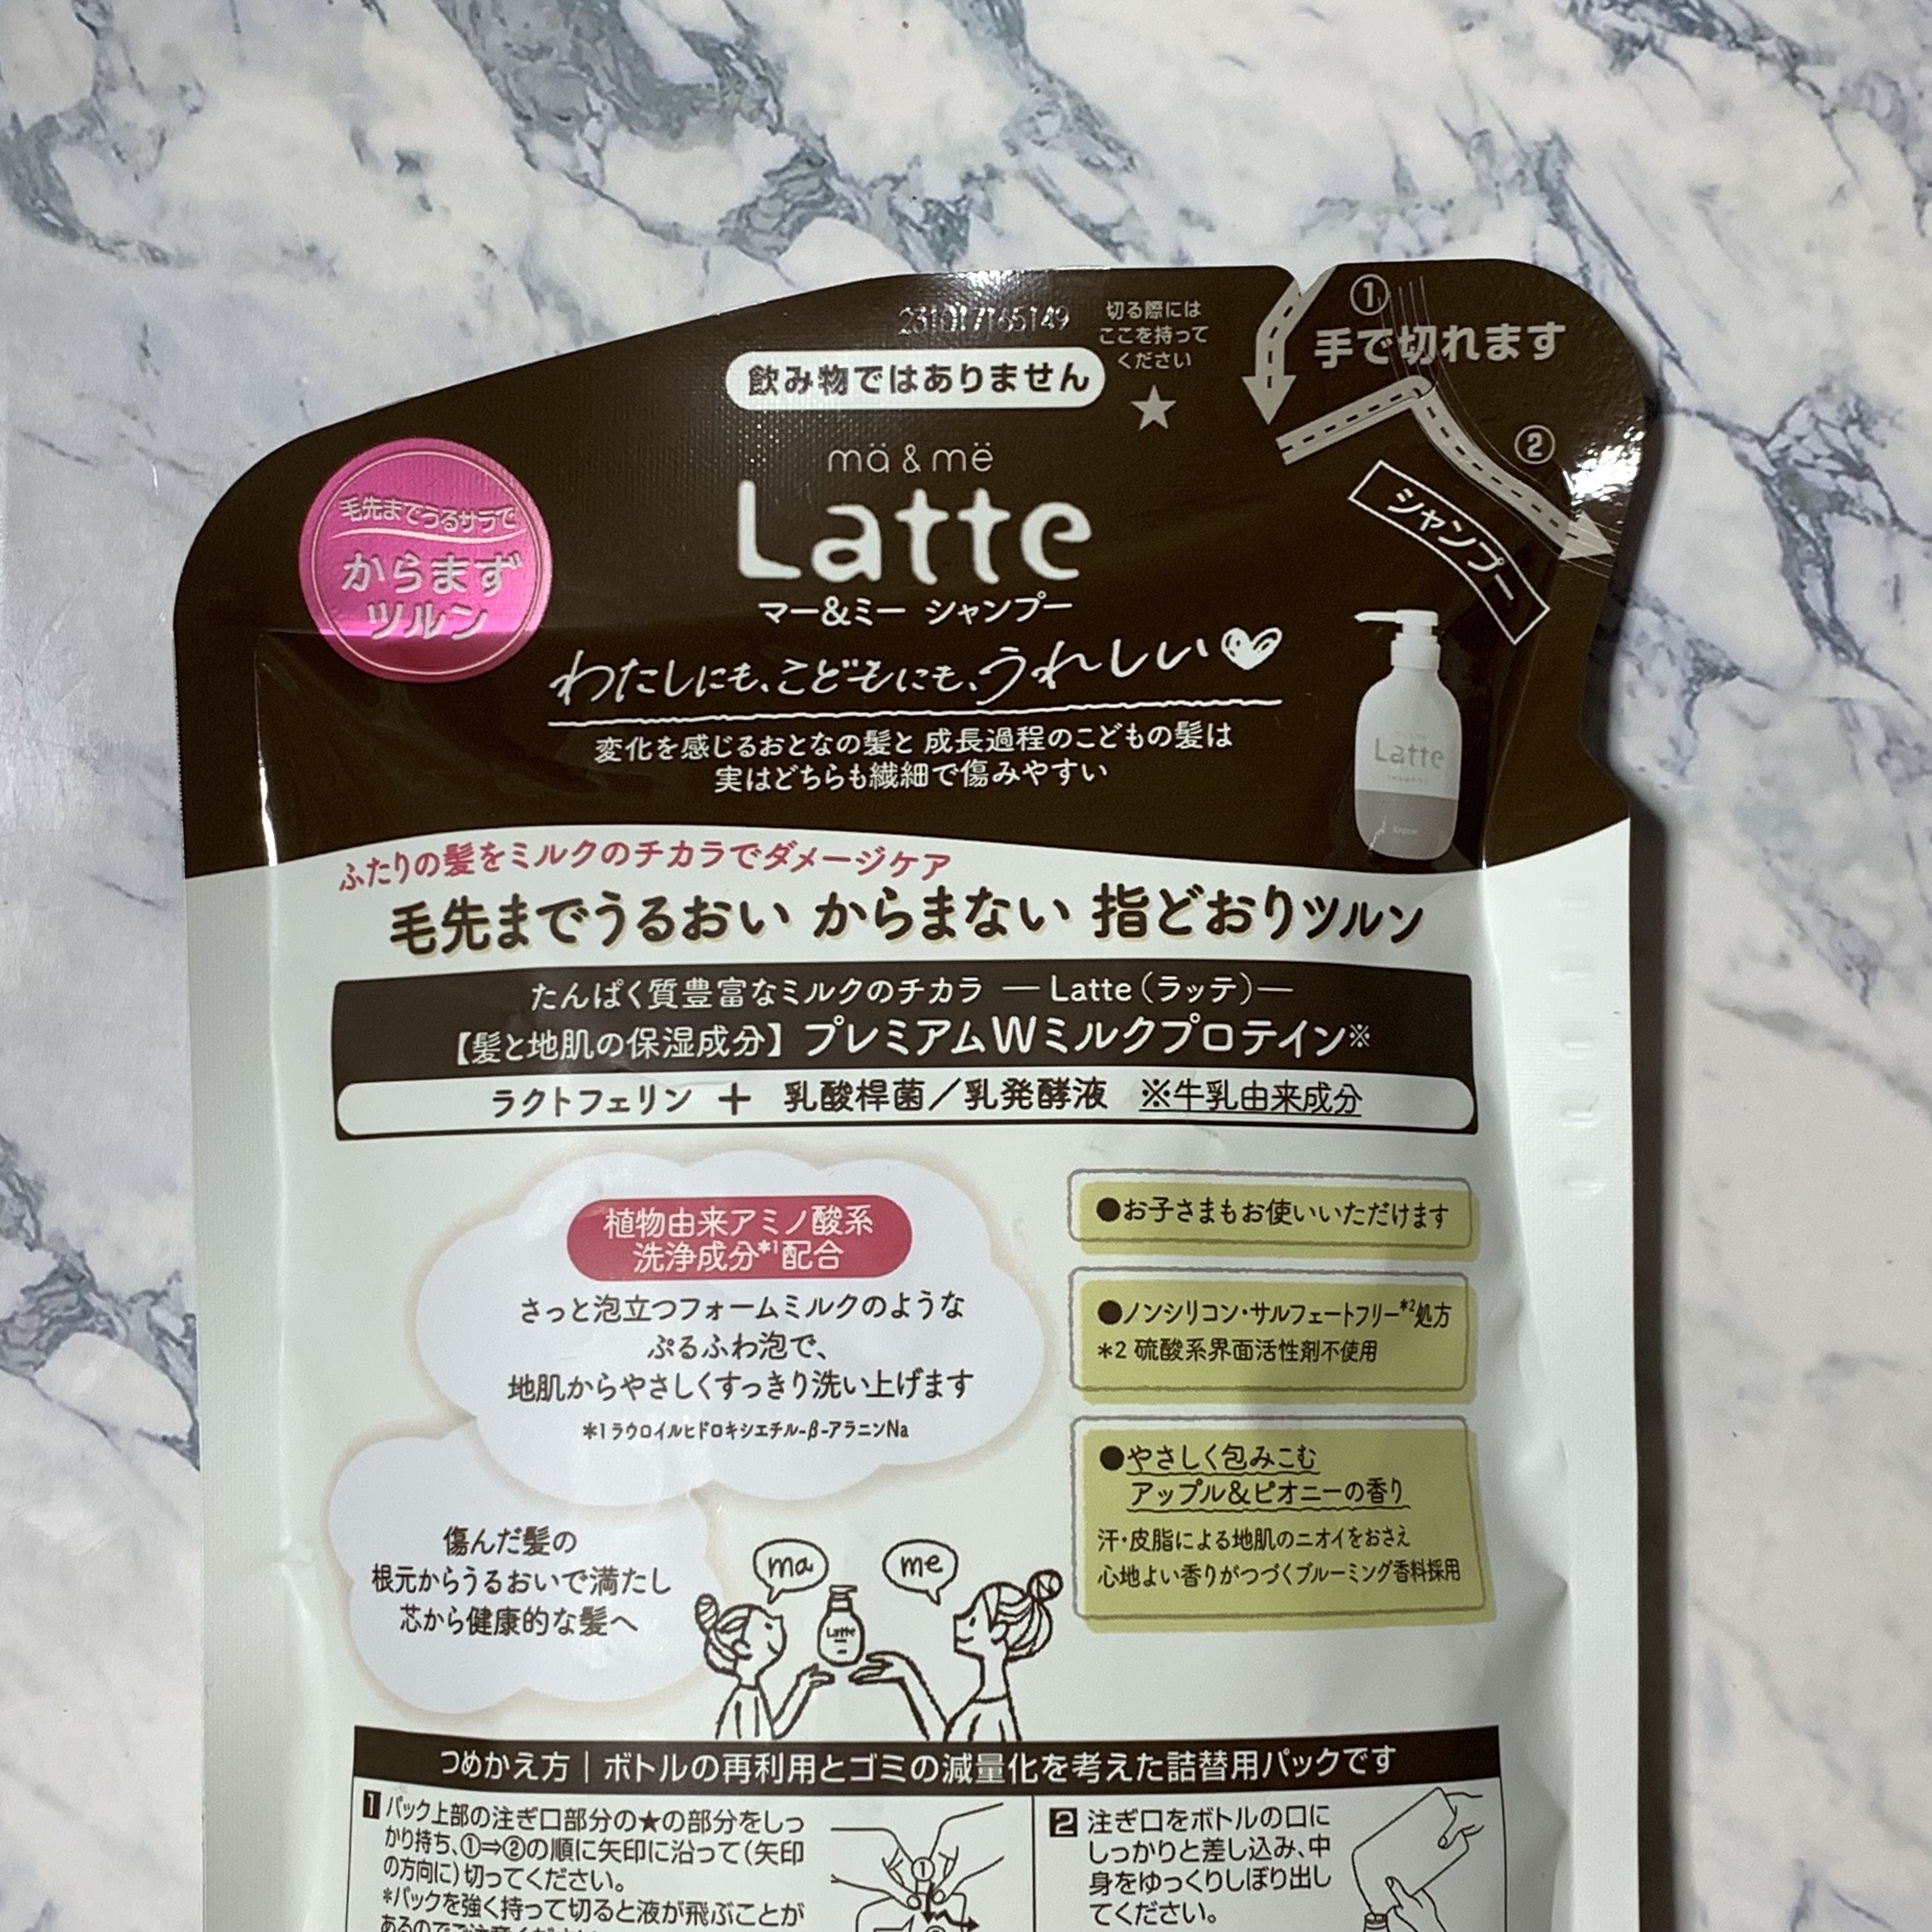 231017165149
切る際には
ここを持って
ください
★
①
手で切れます
②
シャンプー
飲み物ではありません
mä & më
Latte
マー&ミー シャンプー
毛先までうるサラで
からまず
ツルン
わたしにも、こどもにも、うれしい
変化を感じるおとなの髪と 成長過程のこどもの髪は
実はどちらも繊細で傷みやすい
Latte
Kracie
ふたりの髪をミルクのチカラでダメージケア
毛先までうるおい からまない 指どおりツルン
たんぱく質豊富なミルクのチカラ ― Latte(ラッテ)―
【髪と地肌の保湿成分】プレミアムWミルクプロテイン※
ラクトフェリン + 乳酸桿菌/乳発酵液 ※牛乳由来成分
植物由来アミノ酸系
洗浄成分*1配合
さっと泡立つフォームミルクのような
ぷるふわ泡で、
地肌からやさしくすっきり洗い上げます
*1 ラウロイルヒドロキシエチル-β-アラニンNa
傷んだ髪の
根元からうるおいで満たし
芯から健康的な髪へ
ma
me
Latte
●お子さまもお使いいただけます
●ノンシリコン・サルフェートフリー*2処方
*2 硫酸系界面活性剤不使用
●やさしく包みこむ
アップル&ピオニーの香り
汗・皮脂による地肌のニオイをおさえ
心地よい香りがつづくブルーミング香料採用
つめかえ方｜ボトルの再利用とゴミの減量化を考えた詰替用パックです
1 パック上部の注ぎ口部分の★の部分をしっ
かり持ち、①⇒②の順に矢印に沿って(矢印
の方向に)切ってください。
*パックを強く持って切ると液が飛ぶことが
①
2 注ぎ口をボトルの口に
しっかりと差し込み、中
身をゆっくりしぼり出し
てください。